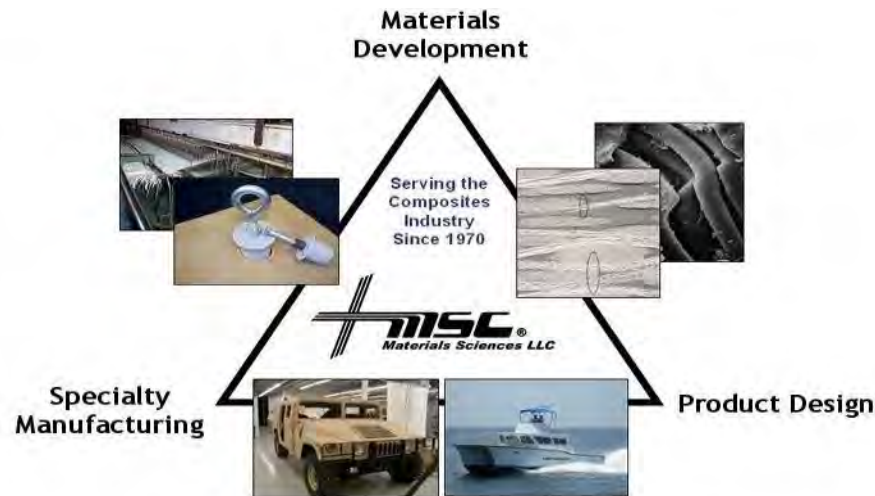 Materials
Development
Serving the
Composites
Industry
Since 1970
MSC®
Materials Sciences LLC
Specialty
Manufacturing
Product Design